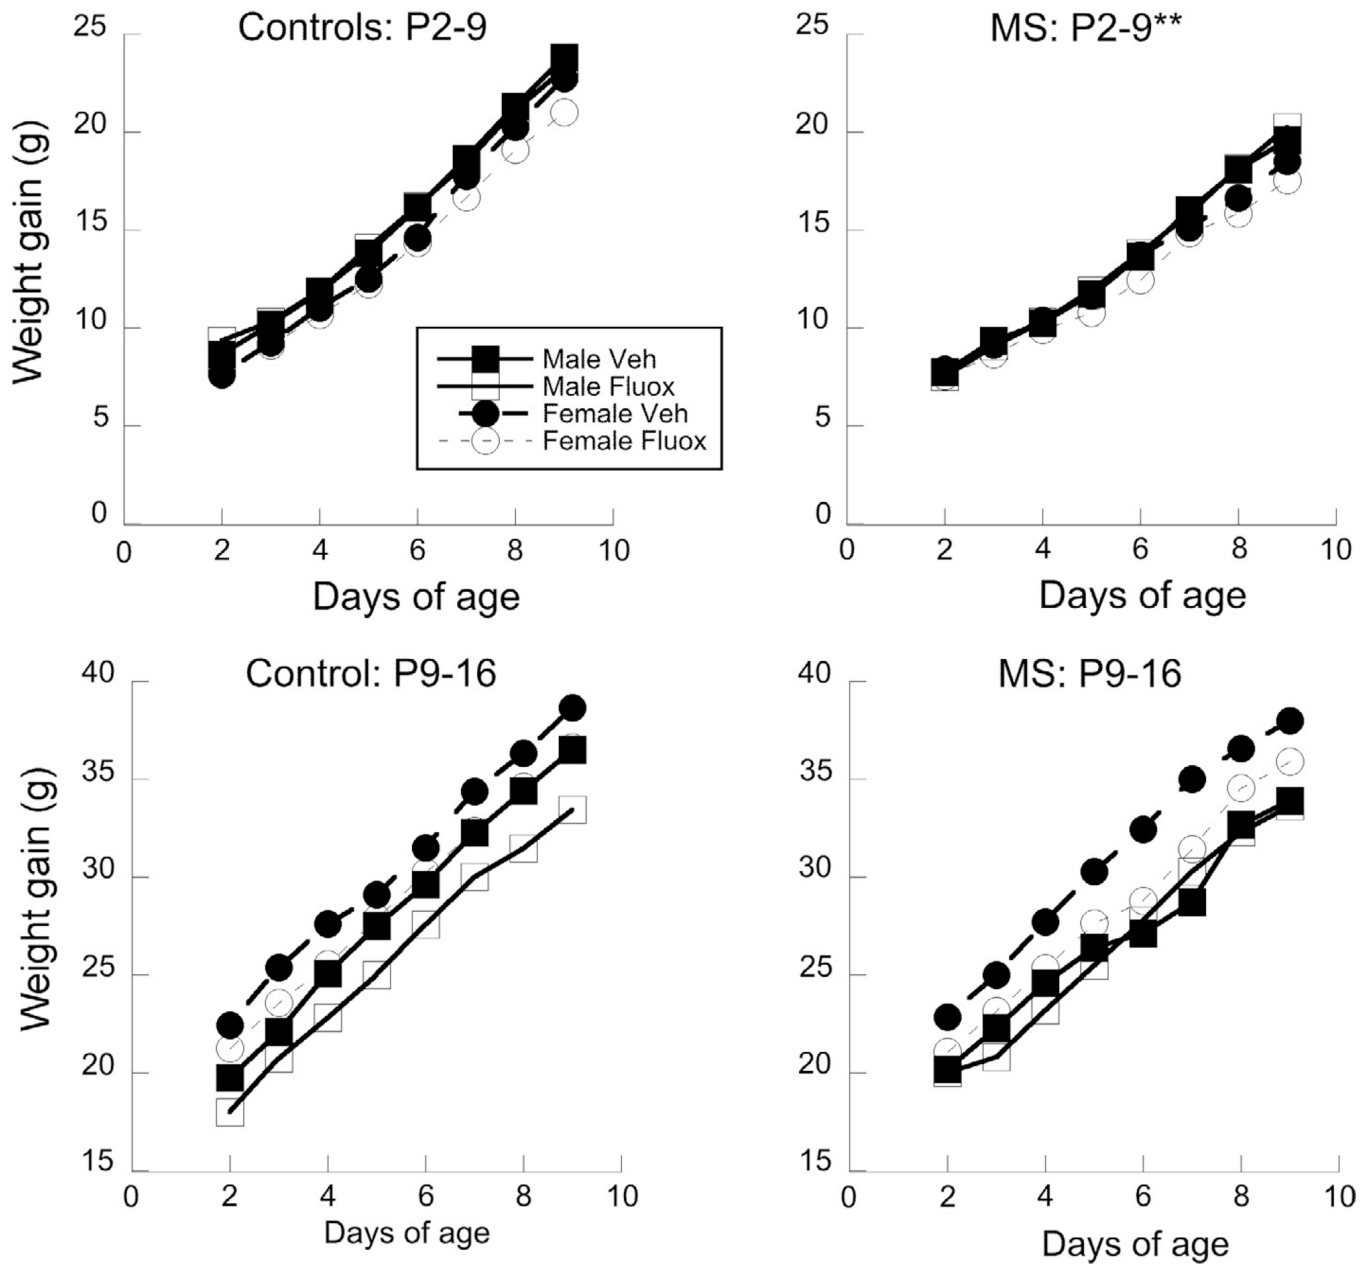 Controls: P2-9
Weight gain (g)
25
20
15
10
5
0
0 2 4 6 8 10
Days of age
Male Veh
Male Fluox
Female Veh
Female Fluox
MS: P2-9**
25
20
15
10
5
0
0 2 4 6 8 10
Days of age
Control: P9-16
Weight gain (g)
40
35
30
25
20
15
0 2 4 6 8 10
Days of age
MS: P9-16
40
35
30
25
20
15
0 2 4 6 8 10
Days of age